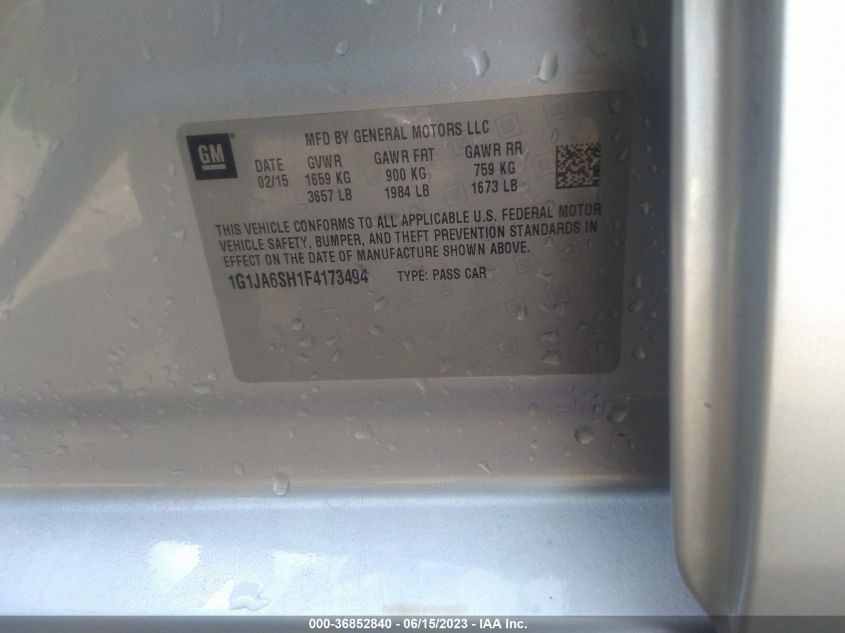 GM
MFD BY GENERAL MOTORS LLC
DATE GVWR GAWR FRT GAWR RR
02/15 1659 KG 900 KG 759 KG
3657 LB 1984 LB 1673 LB
THIS VEHICLE CONFORMS TO ALL APPLICABLE U.S. FEDERAL MOTOR
VEHICLE SAFETY, BUMPER, AND THEFT PREVENTION STANDARDS IN
EFFECT ON THE DATE OF MANUFACTURE SHOWN ABOVE.
1G1JA6SH1F4173494 TYPE: PASS CAR
000-36852840 - 06/15/2023 - IAA Inc.